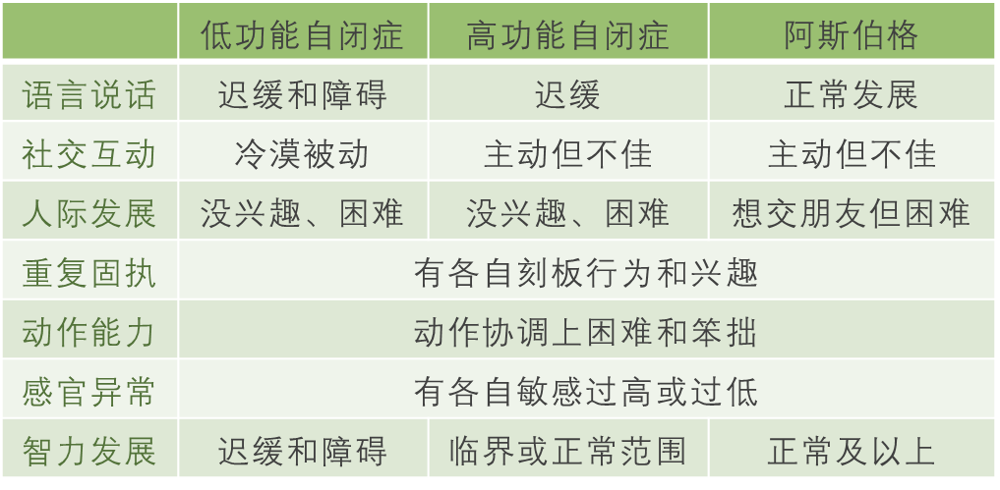 低功能自闭症 高功能自闭症 阿斯伯格
语言说话 迟缓和障碍 迟缓 正常发展
社交互动 冷漠被动 主动但不佳 主动但不佳
人际发展 没兴趣、困难 没兴趣、困难 想交朋友但困难
重复固执 有各自刻板行为和兴趣
动作能力 动作协调上困难和笨拙
感官异常 有各自敏感过高或过低
智力发展 迟缓和障碍 临界或正常范围 正常及以上